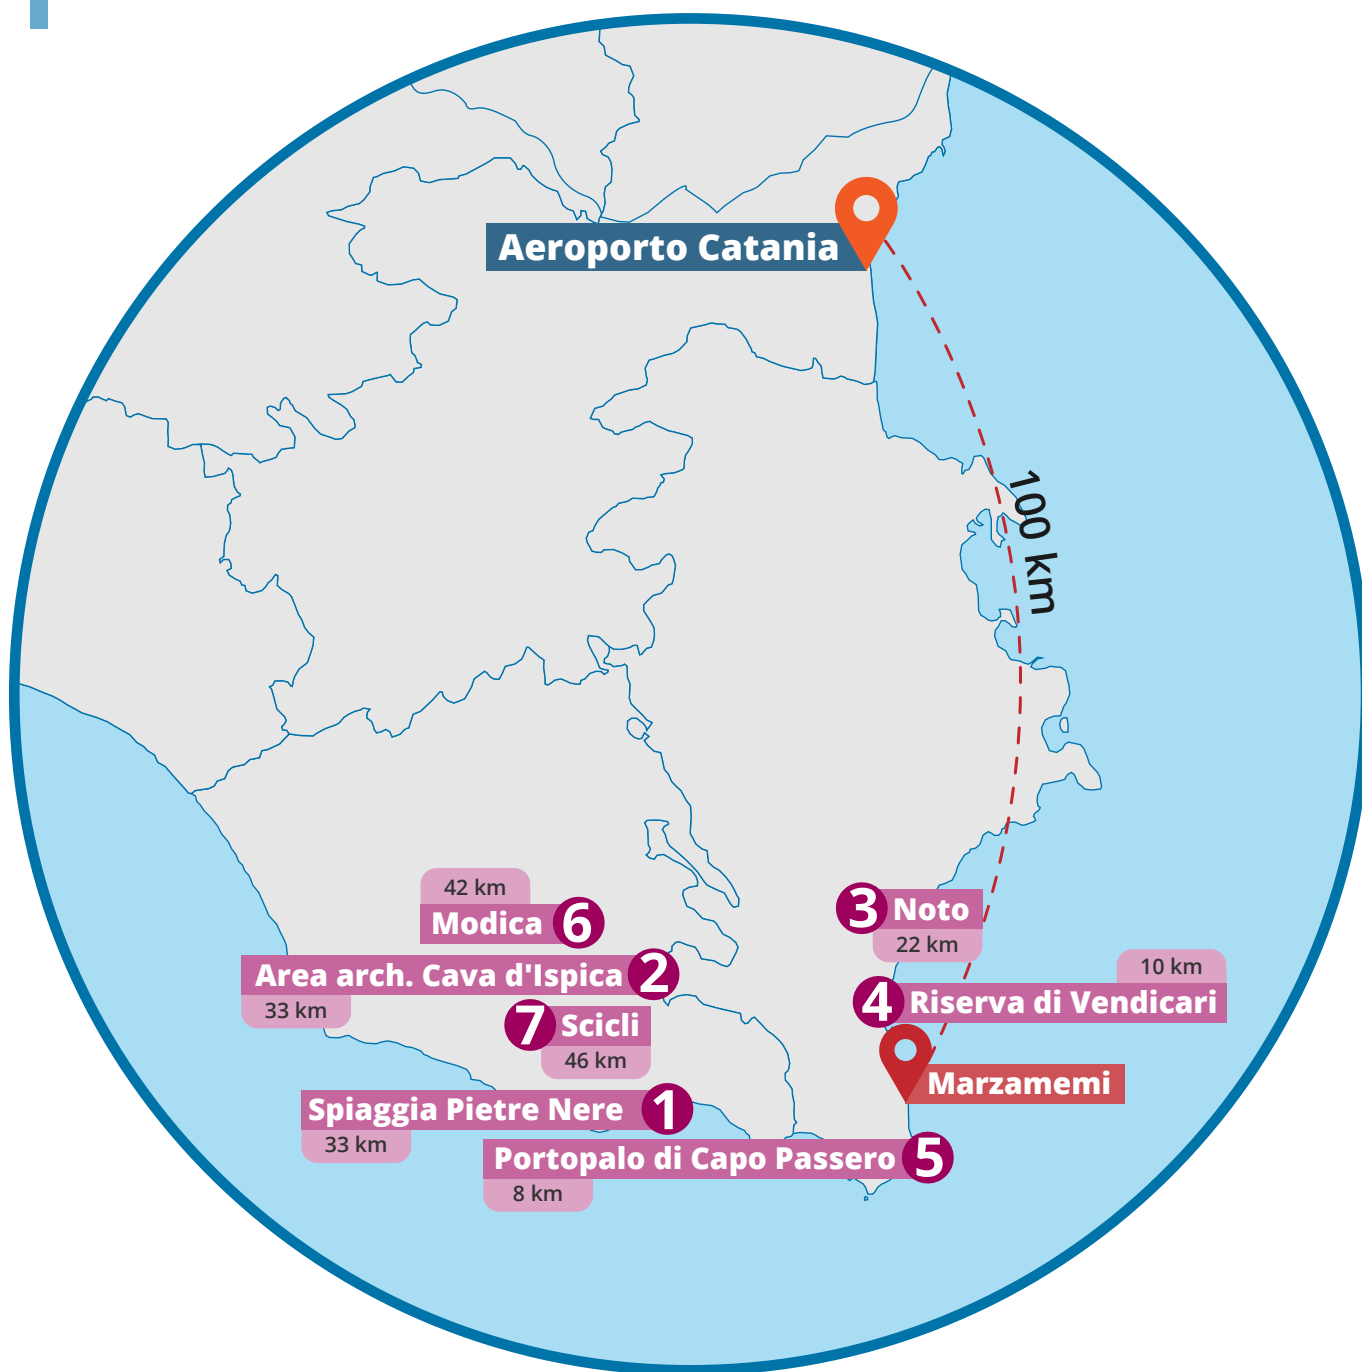 Aeroporto Catania
100 km
42 km
Modica 6
3 Noto
22 km
Area arch. Cava d'Ispica 2
33 km
10 km
4 Riserva di Vendicari
7 Scicli
46 km
Marzamemi
Spiaggia Pietre Nere 1
33 km
Portopalo di Capo Passero 5
8 km